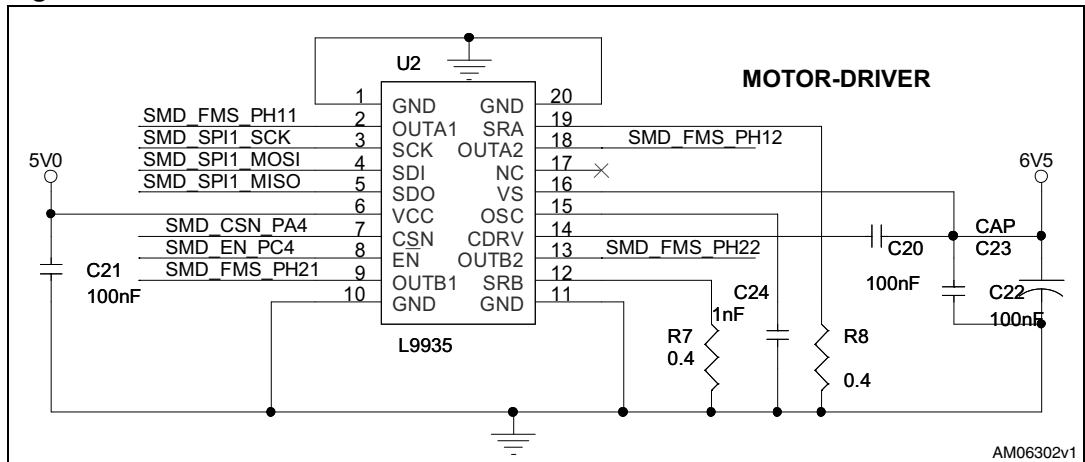 U2
MOTOR-DRIVER
1 GND GND 20
SMD_FMS_PH11 2 OUTA1 SRA 19
SMD_SPI1_SCK 3 SCK OUTA2 18 SMD_FMS_PH12
SMD_SPI1_MOSI 4 SDI NC 17
SMD_SPI1_MISO 5 SDO VS 16
5V0
6V5
6 VCC OSC 15
SMD_CSN_PA4 7 CSN CDRV 14
SMD_EN_PC4 8 EN OUTB2 13 SMD_FMS_PH22
SMD_FMS_PH21 9 OUTB1 SRB 12
10 GND GND 11
L9935
C21
100nF
C20
100nF
CAP
C23
C22
100nF
C24
1nF
R7
0.4
R8
0.4
AM06302v1